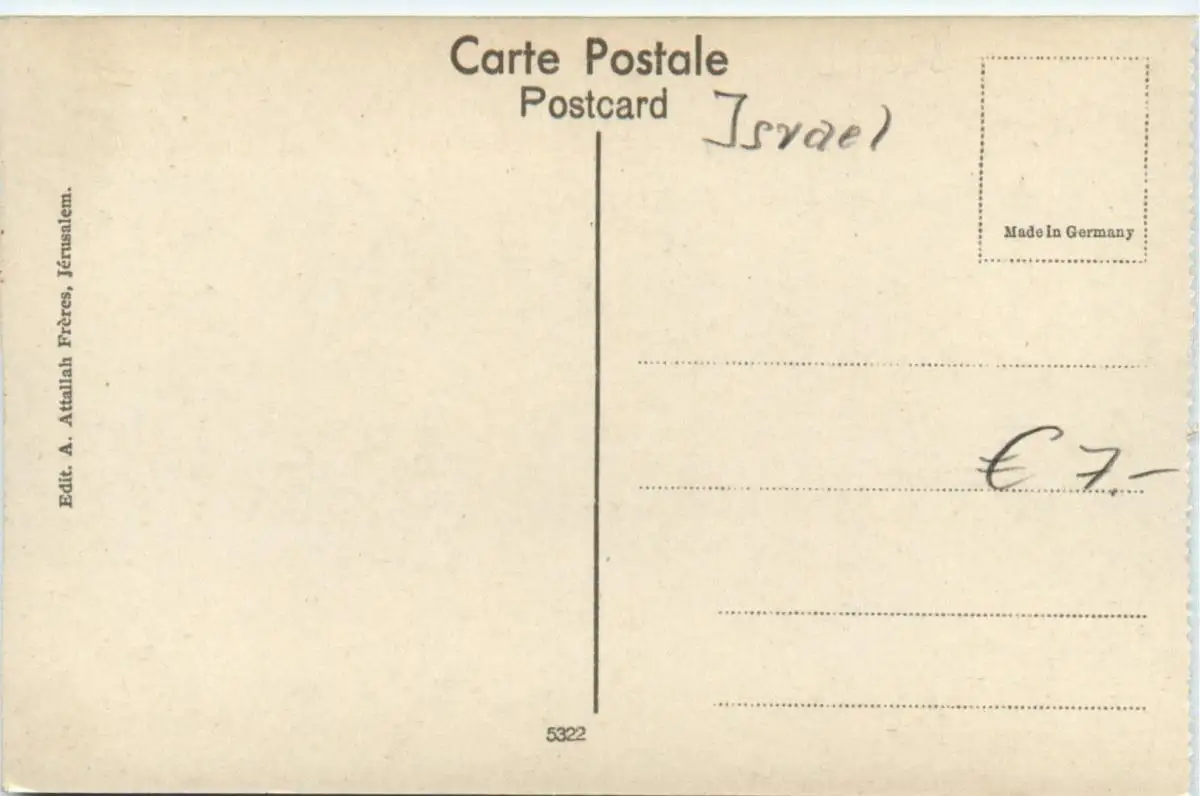 Carte Postale
Postcard
Israel
Made In Germany
Edit. A. Attallah Frères, Jérusalem.
€ 7.-
5322